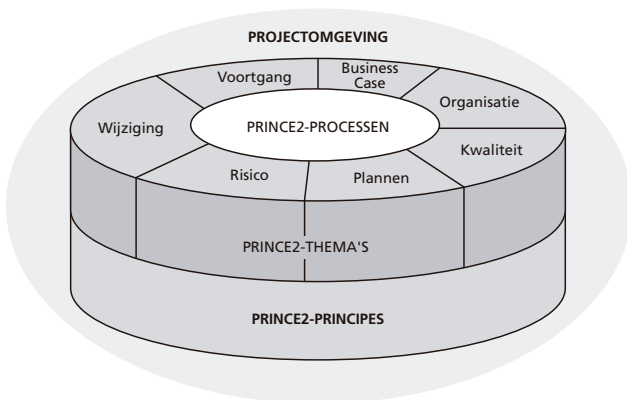 PROJECTOMGEVING
Voortgang
Business
Case
Organisatie
Wijziging
PRINCE2-PROCESSEN
Kwaliteit
Risico
Plannen
PRINCE2-THEMA'S
PRINCE2-PRINCIPES